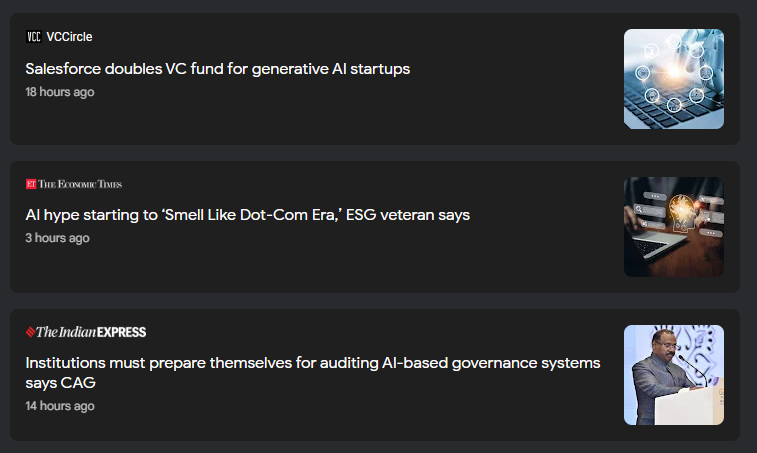 VCC VCCircle
Salesforce doubles VC fund for generative AI startups
18 hours ago
ET THE ECONOMIC TIMES
AI hype starting to ‘Smell Like Dot-Com Era,’ ESG veteran says
3 hours ago
The Indian EXPRESS
Institutions must prepare themselves for auditing AI-based governance systems
says CAG
14 hours ago